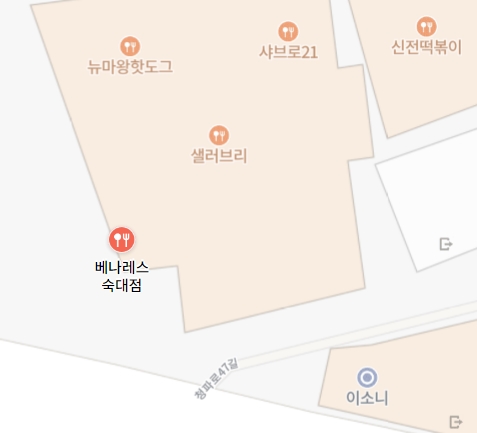 샤브로21
신전떡볶이
뉴마왕핫도그
샐러브리
베나레스
숙대점
청파로47길
이소니